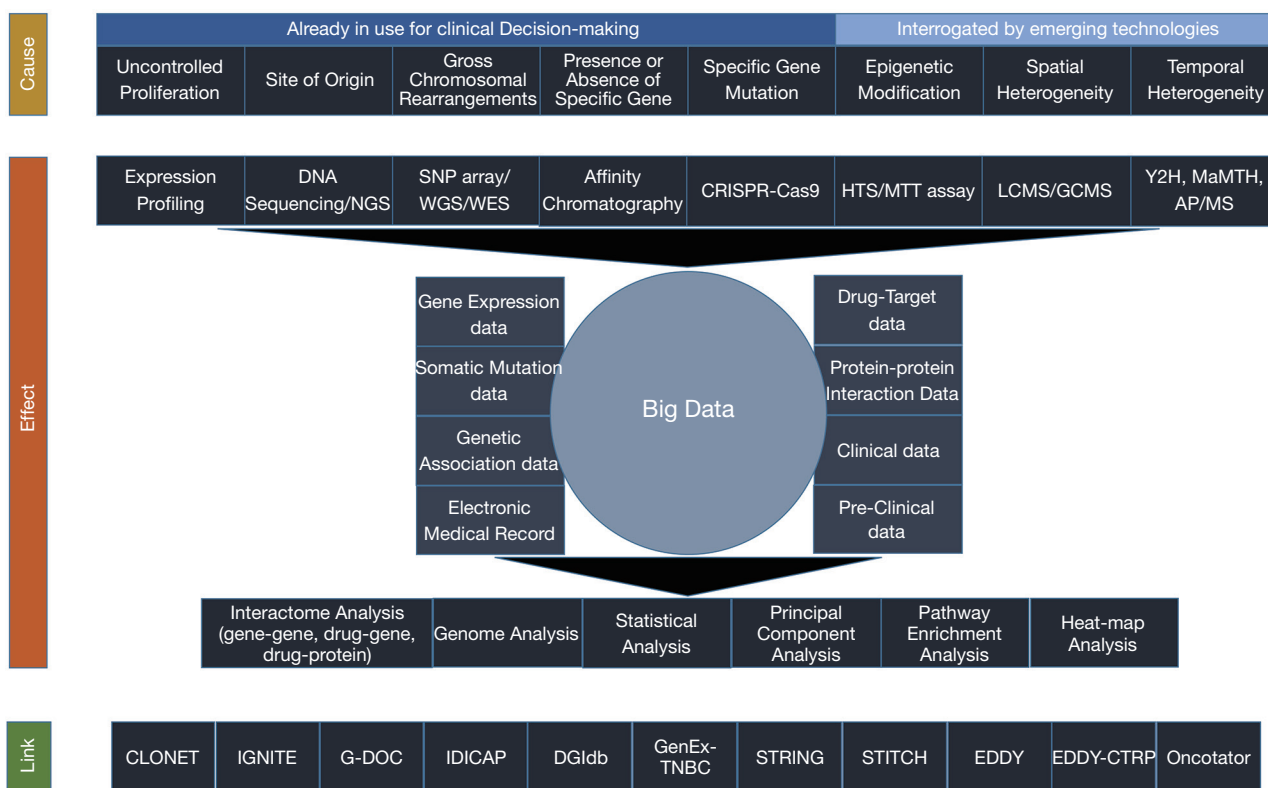 Cause
Already in use for clinical Decision-making
Interrogated by emerging technologies
Uncontrolled
Proliferation
Site of Origin
Gross
Chromosomal
Rearrangements
Presence or
Absence of
Specific Gene
Specific Gene
Mutation
Epigenetic
Modification
Spatial
Heterogeneity
Temporal
Heterogeneity
Effect
Expression
Profiling
DNA
Sequencing/NGS
SNP array/
WGS/WES
Affinity
Chromatography
CRISPR-Cas9
HTS/MTT assay
LCMS/GCMS
Y2H, MaMTH,
AP/MS
Gene Expression
data
Somatic Mutation
data
Genetic
Association data
Electronic
Medical Record
Big Data
Drug-Target
data
Protein-protein
Interaction Data
Clinical data
Pre-Clinical
data
Interactome Analysis
(gene-gene, drug-gene,
drug-protein)
Genome Analysis
Statistical
Analysis
Principal
Component
Analysis
Pathway
Enrichment
Analysis
Heat-map
Analysis
Link
CLONET
IGNITE
G-DOC
IDICAP
DGIdb
GenEx-
TNBC
STRING
STITCH
EDDY
EDDY-CTRP
Oncotator